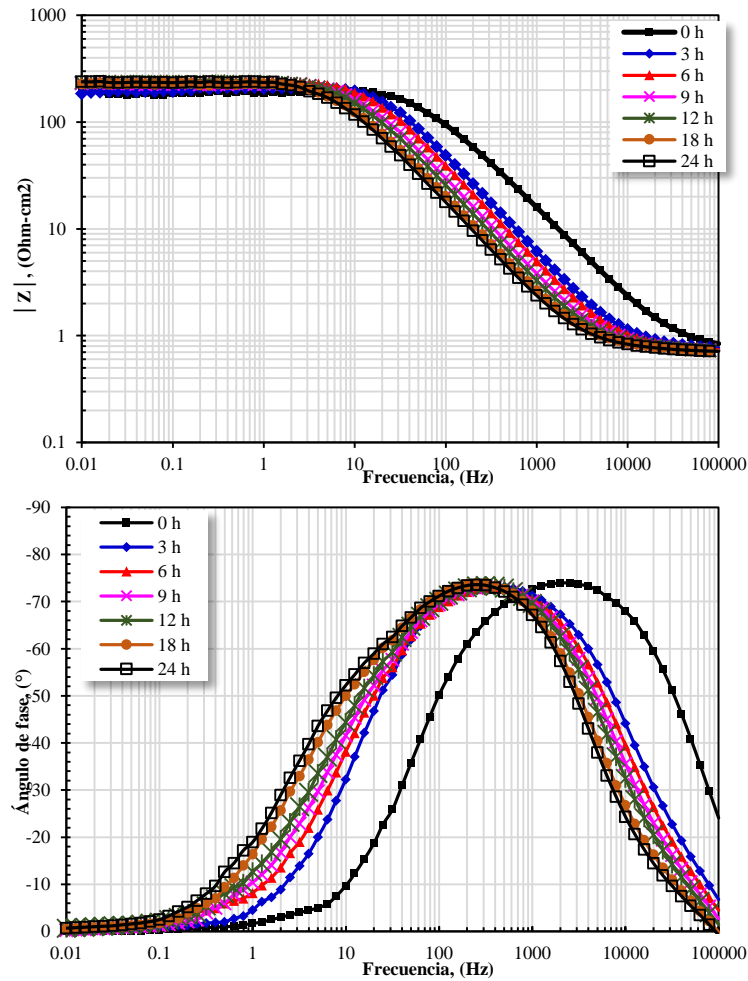 1000
100
10
1
0.1
| Z | , (Ohm-cm2)
0.01 0.1 1 10 100 1000 10000 100000
Frecuencia, (Hz)
0 h
3 h
6 h
9 h
12 h
18 h
24 h
-90
-80
-70
-60
-50
-40
-30
-20
-10
0
Ángulo de fase, (°)
0.01 0.1 1 10 100 1000 10000 100000
Frecuencia, (Hz)
0 h
3 h
6 h
9 h
12 h
18 h
24 h